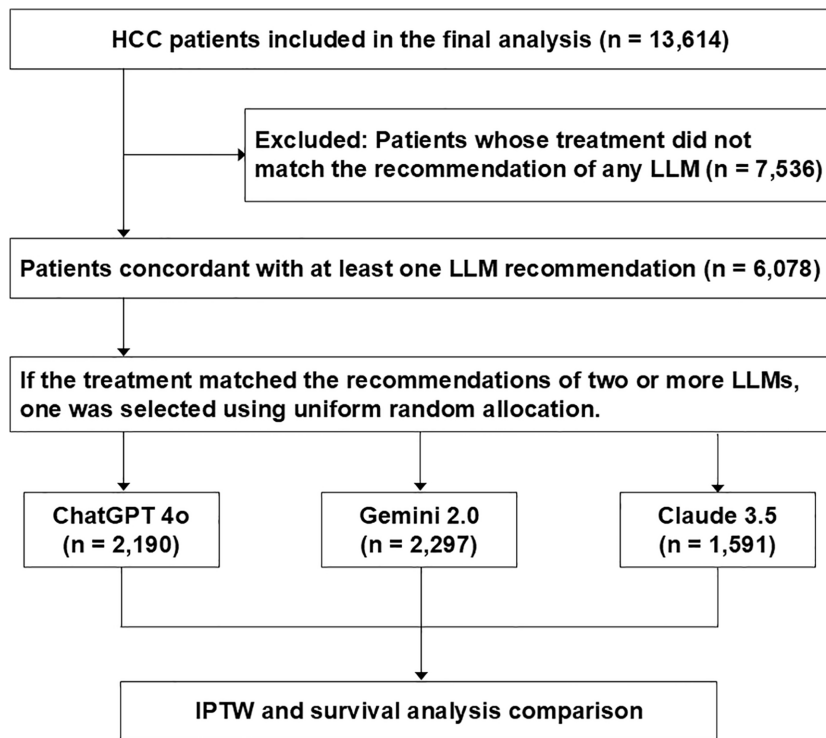 HCC patients included in the final analysis (n = 13,614)
Excluded: Patients whose treatment did not
match the recommendation of any LLM (n = 7,536)
Patients concordant with at least one LLM recommendation (n = 6,078)
If the treatment matched the recommendations of two or more LLMs,
one was selected using uniform random allocation.
ChatGPT 4o
(n = 2,190)
Gemini 2.0
(n = 2,297)
Claude 3.5
(n = 1,591)
IPTW and survival analysis comparison